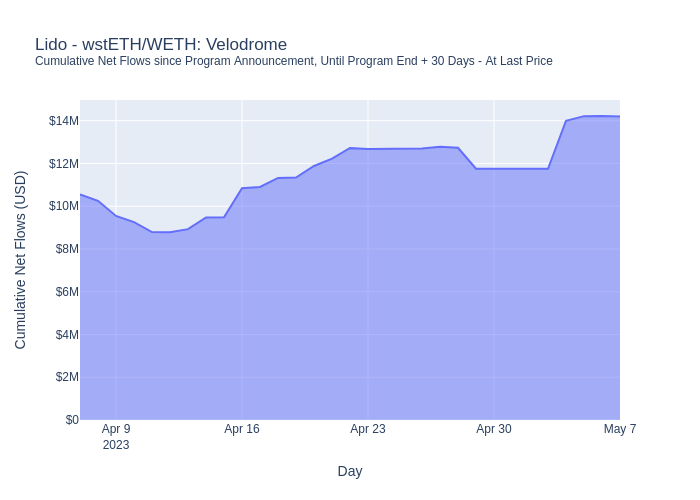 Lido - wstETH/WETH: Velodrome
Cumulative Net Flows since Program Announcement, Until Program End + 30 Days - At Last Price
Cumulative Net Flows (USD)
$14M
$12M
$10M
$8M
$6M
$4M
$2M
$0
Apr 9
2023
Apr 16
Apr 23
Apr 30
May 7
Day